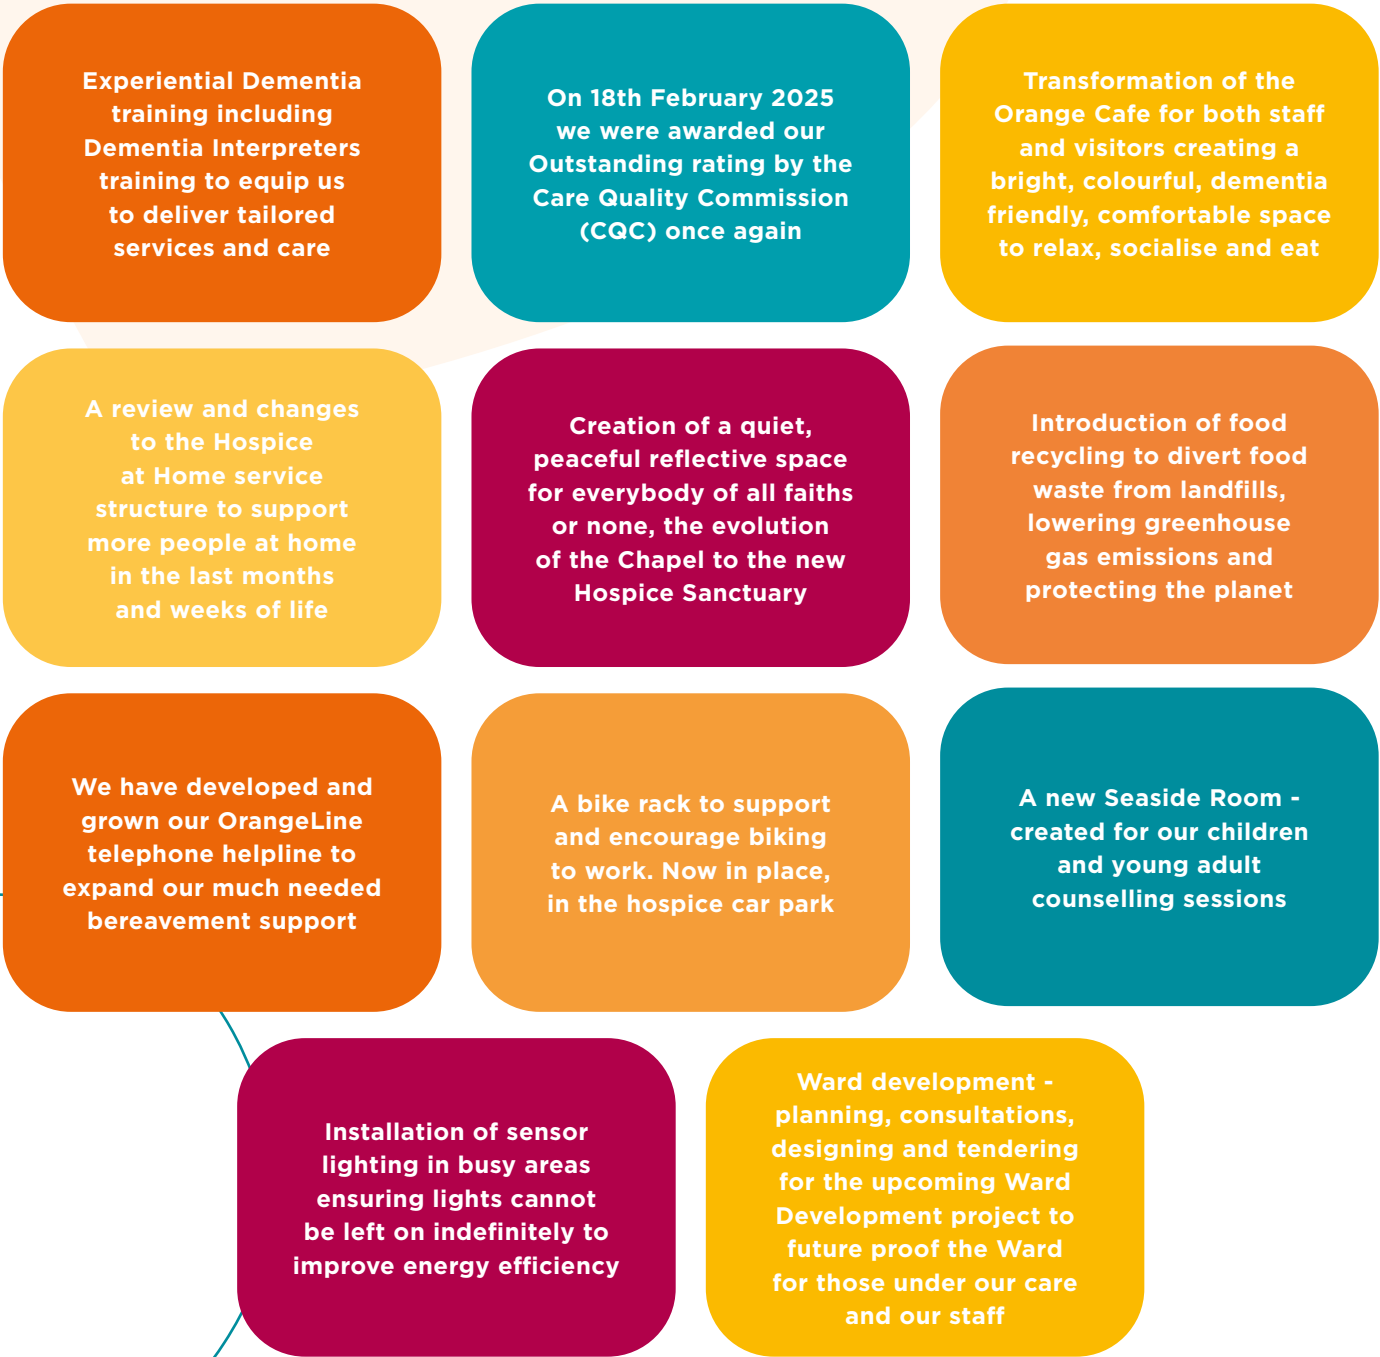 Experiential Dementia
training including
Dementia Interpreters
training to equip us
to deliver tailored
services and care
On 18th February 2025
we were awarded our
Outstanding rating by the
Care Quality Commission
(CQC) once again
Transformation of the
Orange Cafe for both staff
and visitors creating a
bright, colourful, dementia
friendly, comfortable space
to relax, socialise and eat
A review and changes
to the Hospice
at Home service
structure to support
more people at home
in the last months
and weeks of life
Creation of a quiet,
peaceful reflective space
for everybody of all faiths
or none, the evolution
of the Chapel to the new
Hospice Sanctuary
Introduction of food
recycling to divert food
waste from landfills,
lowering greenhouse
gas emissions and
protecting the planet
We have developed and
grown our OrangeLine
telephone helpline to
expand our much needed
bereavement support
A bike rack to support
and encourage biking
to work. Now in place,
in the hospice car park
A new Seaside Room -
created for our children
and young adult
counselling sessions
Installation of sensor
lighting in busy areas
ensuring lights cannot
be left on indefinitely to
improve energy efficiency
Ward development -
planning, consultations,
designing and tendering
for the upcoming Ward
Development project to
future proof the Ward
for those under our care
and our staff